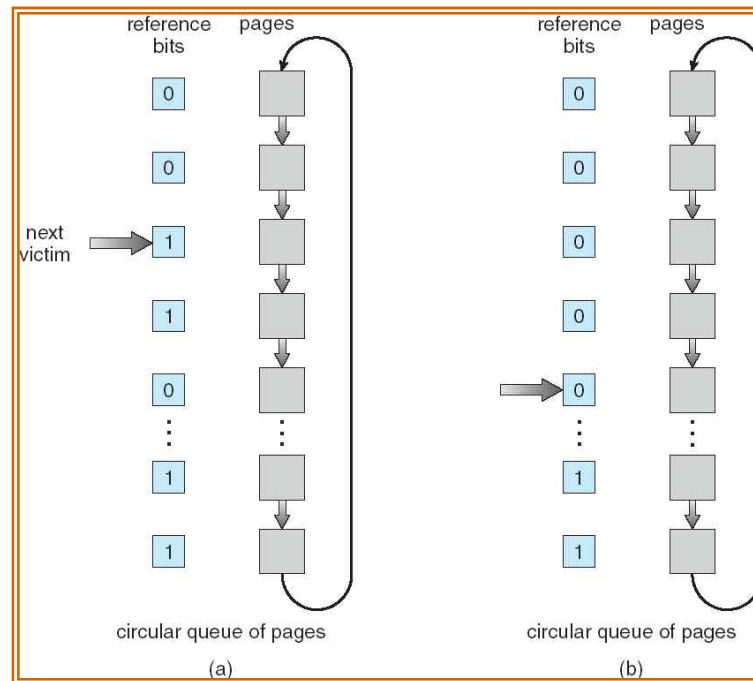 reference bits
pages
0
0
next victim
1
1
0
1
1
circular queue of pages
(a)
reference bits
pages
0
0
0
0
0
1
1
circular queue of pages
(b)